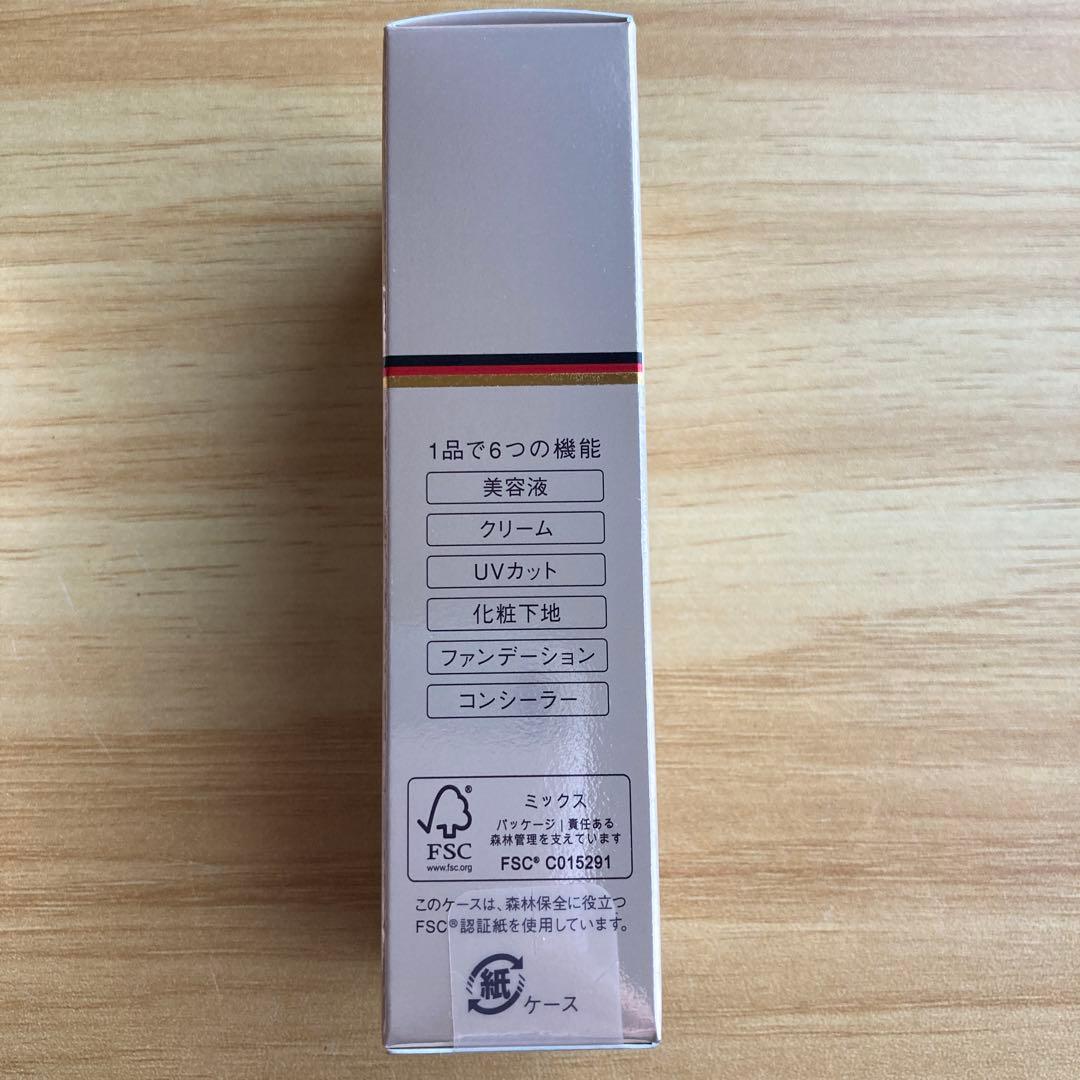 1品で6つの機能
美容液
クリーム
UVカット
化粧下地
ファンデーション
コンシーラー
®
FSC
www.fsc.org
ミックス
パッケージ|責任ある
森林管理を支えています
FSC® C015291
このケースは、森林保全に役立つ
FSC®認証紙を使用しています。
紙
ケース